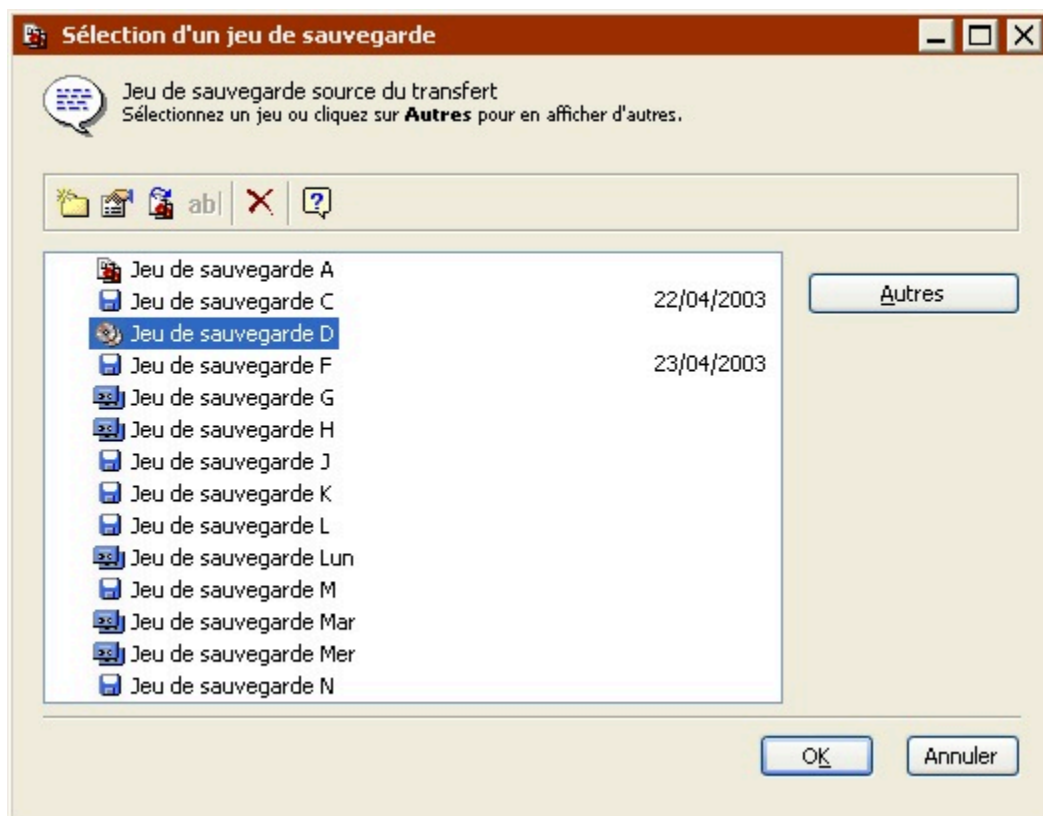 Sélection d'un jeu de sauvegarde
Jeu de sauvegarde source du transfert
Sélectionnez un jeu ou cliquez sur Autres pour en afficher d'autres.
ab|
Jeu de sauvegarde A
Jeu de sauvegarde C 22/04/2003
Autres
Jeu de sauvegarde D
Jeu de sauvegarde F 23/04/2003
Jeu de sauvegarde G
Jeu de sauvegarde H
Jeu de sauvegarde J
Jeu de sauvegarde K
Jeu de sauvegarde L
Jeu de sauvegarde Lun
Jeu de sauvegarde M
Jeu de sauvegarde Mar
Jeu de sauvegarde Mer
Jeu de sauvegarde N
OK Annuler